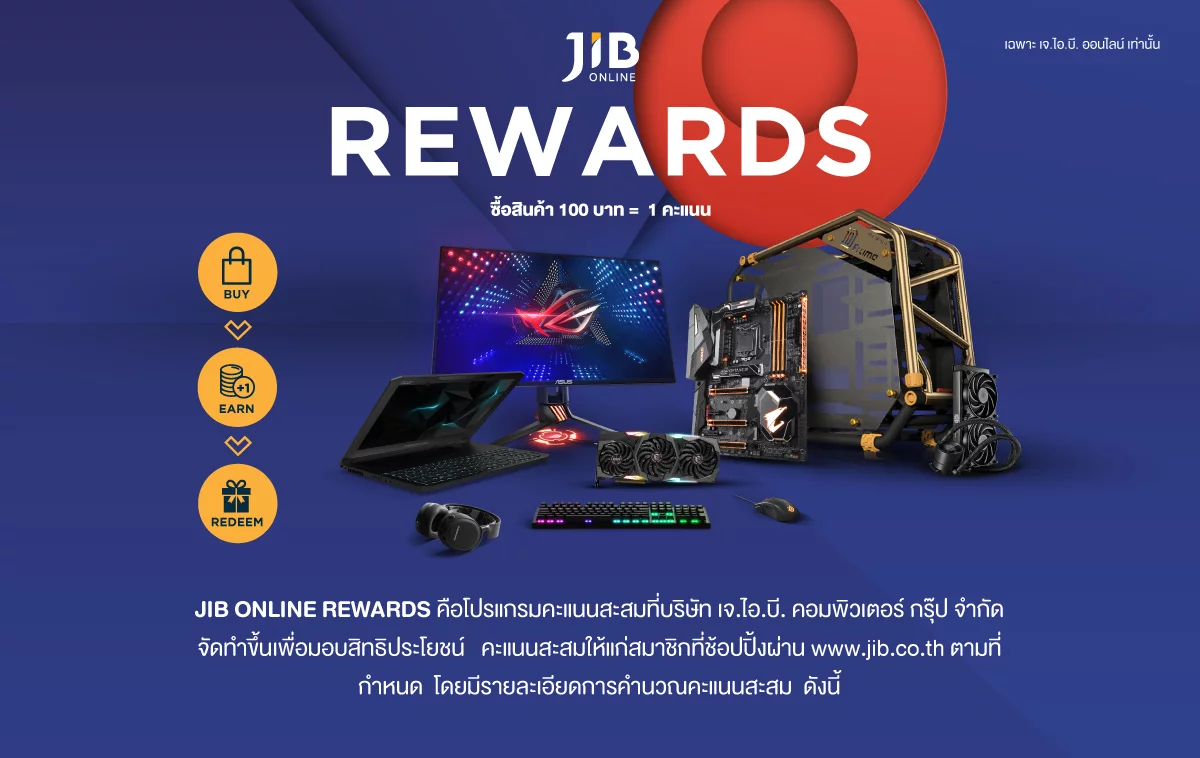 JIB
ONLINE
เฉพาะ เจ.ไอ.บี. ออนไลน์ เท่านั้น
REWARDS
ซื้อสินค้า 100 บาท = 1 คะแนน
BUY
+1
EARN
REDEEM
ASUS
JIB ONLINE REWARDS คือโปรแกรมคะแนนสะสมที่บริษัท เจ.ไอ.บี. คอมพิวเตอร์ กรุ๊ป จำกัด
จัดทำขึ้นเพื่อมอบสิทธิประโยชน์ คะแนนสะสมให้แก่สมาชิกที่ช้อปปิ้งผ่าน www.jib.co.th ตามที่
กำหนด โดยมีรายละเอียดการคำนวณคะแนนสะสม ดังนี้